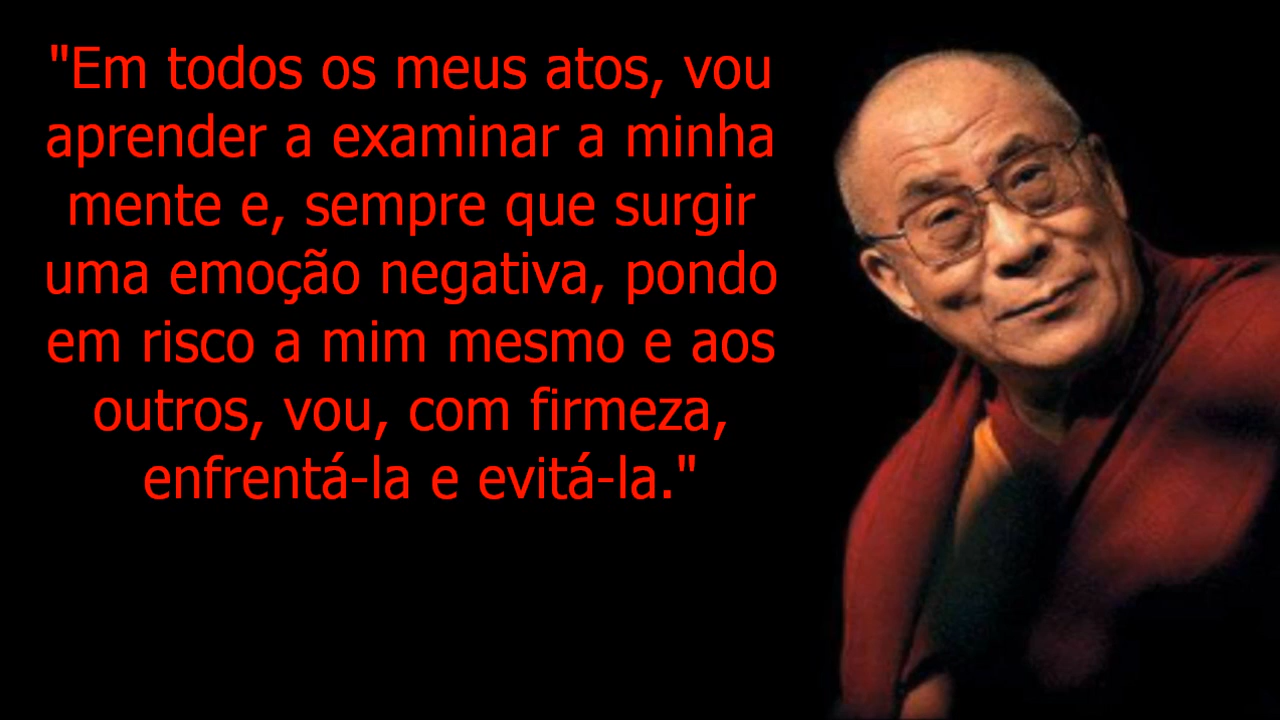 "Em todos os meus atos, vou
aprender a examinar a minha
mente e, sempre que surgir
uma emoção negativa, pondo
em risco a mim mesmo e aos
outros, vou, com firmeza,
enfrentá-la e evitá-la."